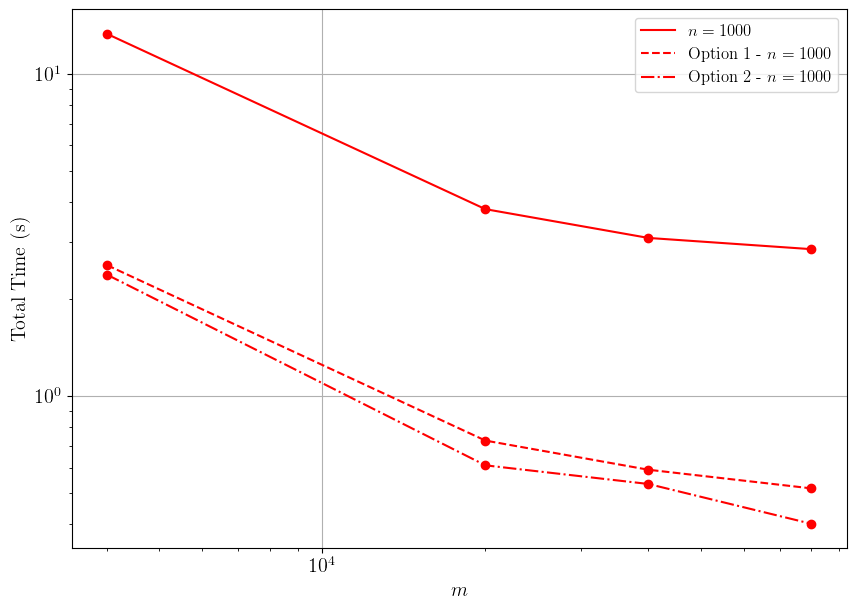 n = 1000
Option 1 - n = 1000
Option 2 - n = 1000
10^1
10^0
Total Time (s)
10^4
m